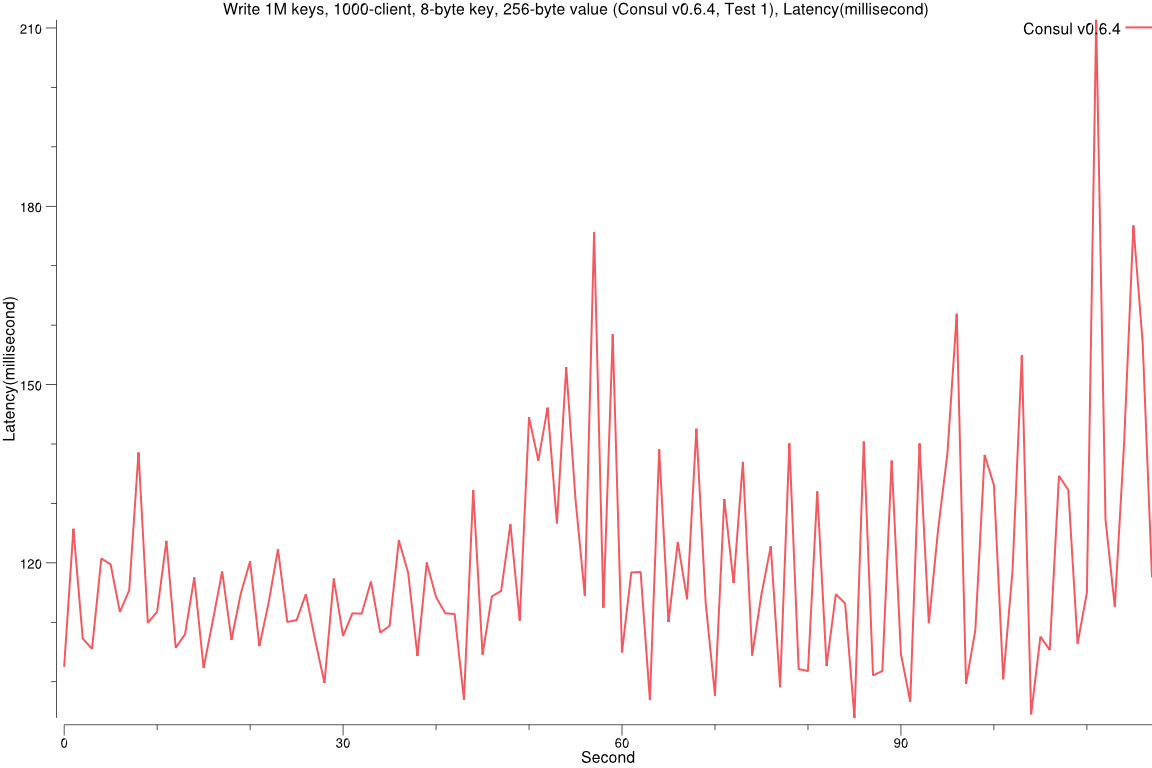 Write 1M keys, 1000-client, 8-byte key, 256-byte value (Consul v0.6.4, Test 1), Latency(millisecond)
Consul v0.6.4
210
180
150
120
Latency(millisecond)
0 30 60 90
Second